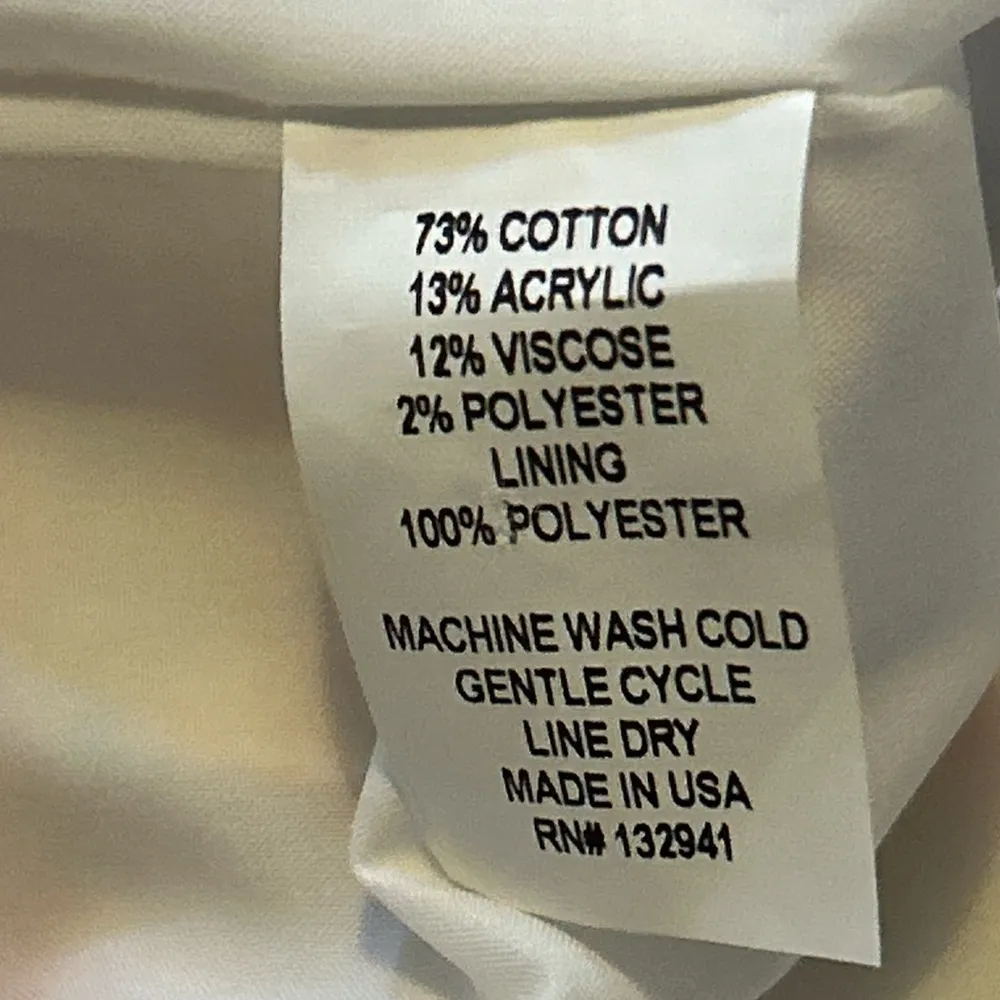 73% COTTON
13% ACRYLIC
12% VISCOSE
2% POLYESTER
LINING
100% POLYESTER
MACHINE WASH COLD
GENTLE CYCLE
LINE DRY
MADE IN USA
RN# 132941